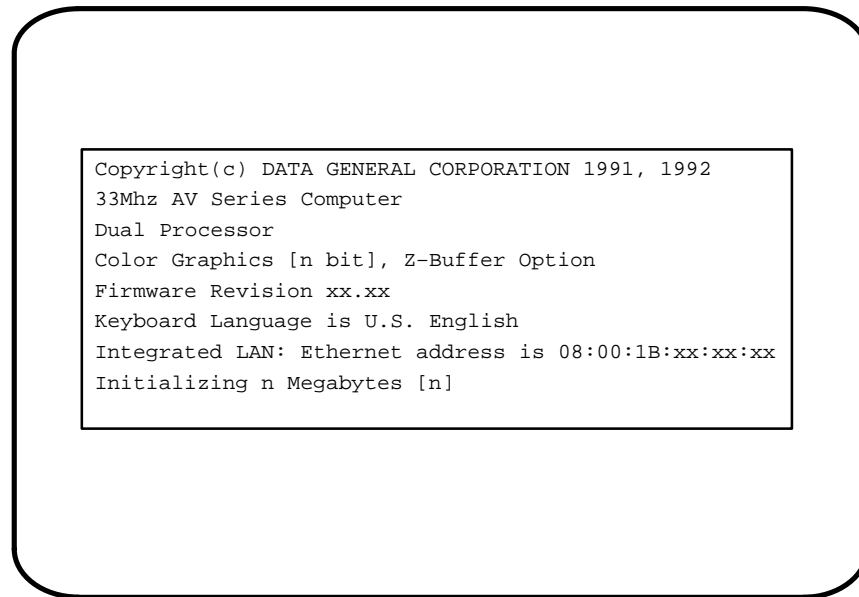 Copyright(c) DATA GENERAL CORPORATION 1991, 1992
33Mhz AV Series Computer
Dual Processor
Color Graphics [n bit], Z-Buffer Option
Firmware Revision xx.xx
Keyboard Language is U.S. English
Integrated LAN: Ethernet address is 08:00:1B:xx:xx:xx
Initializing n Megabytes [n]